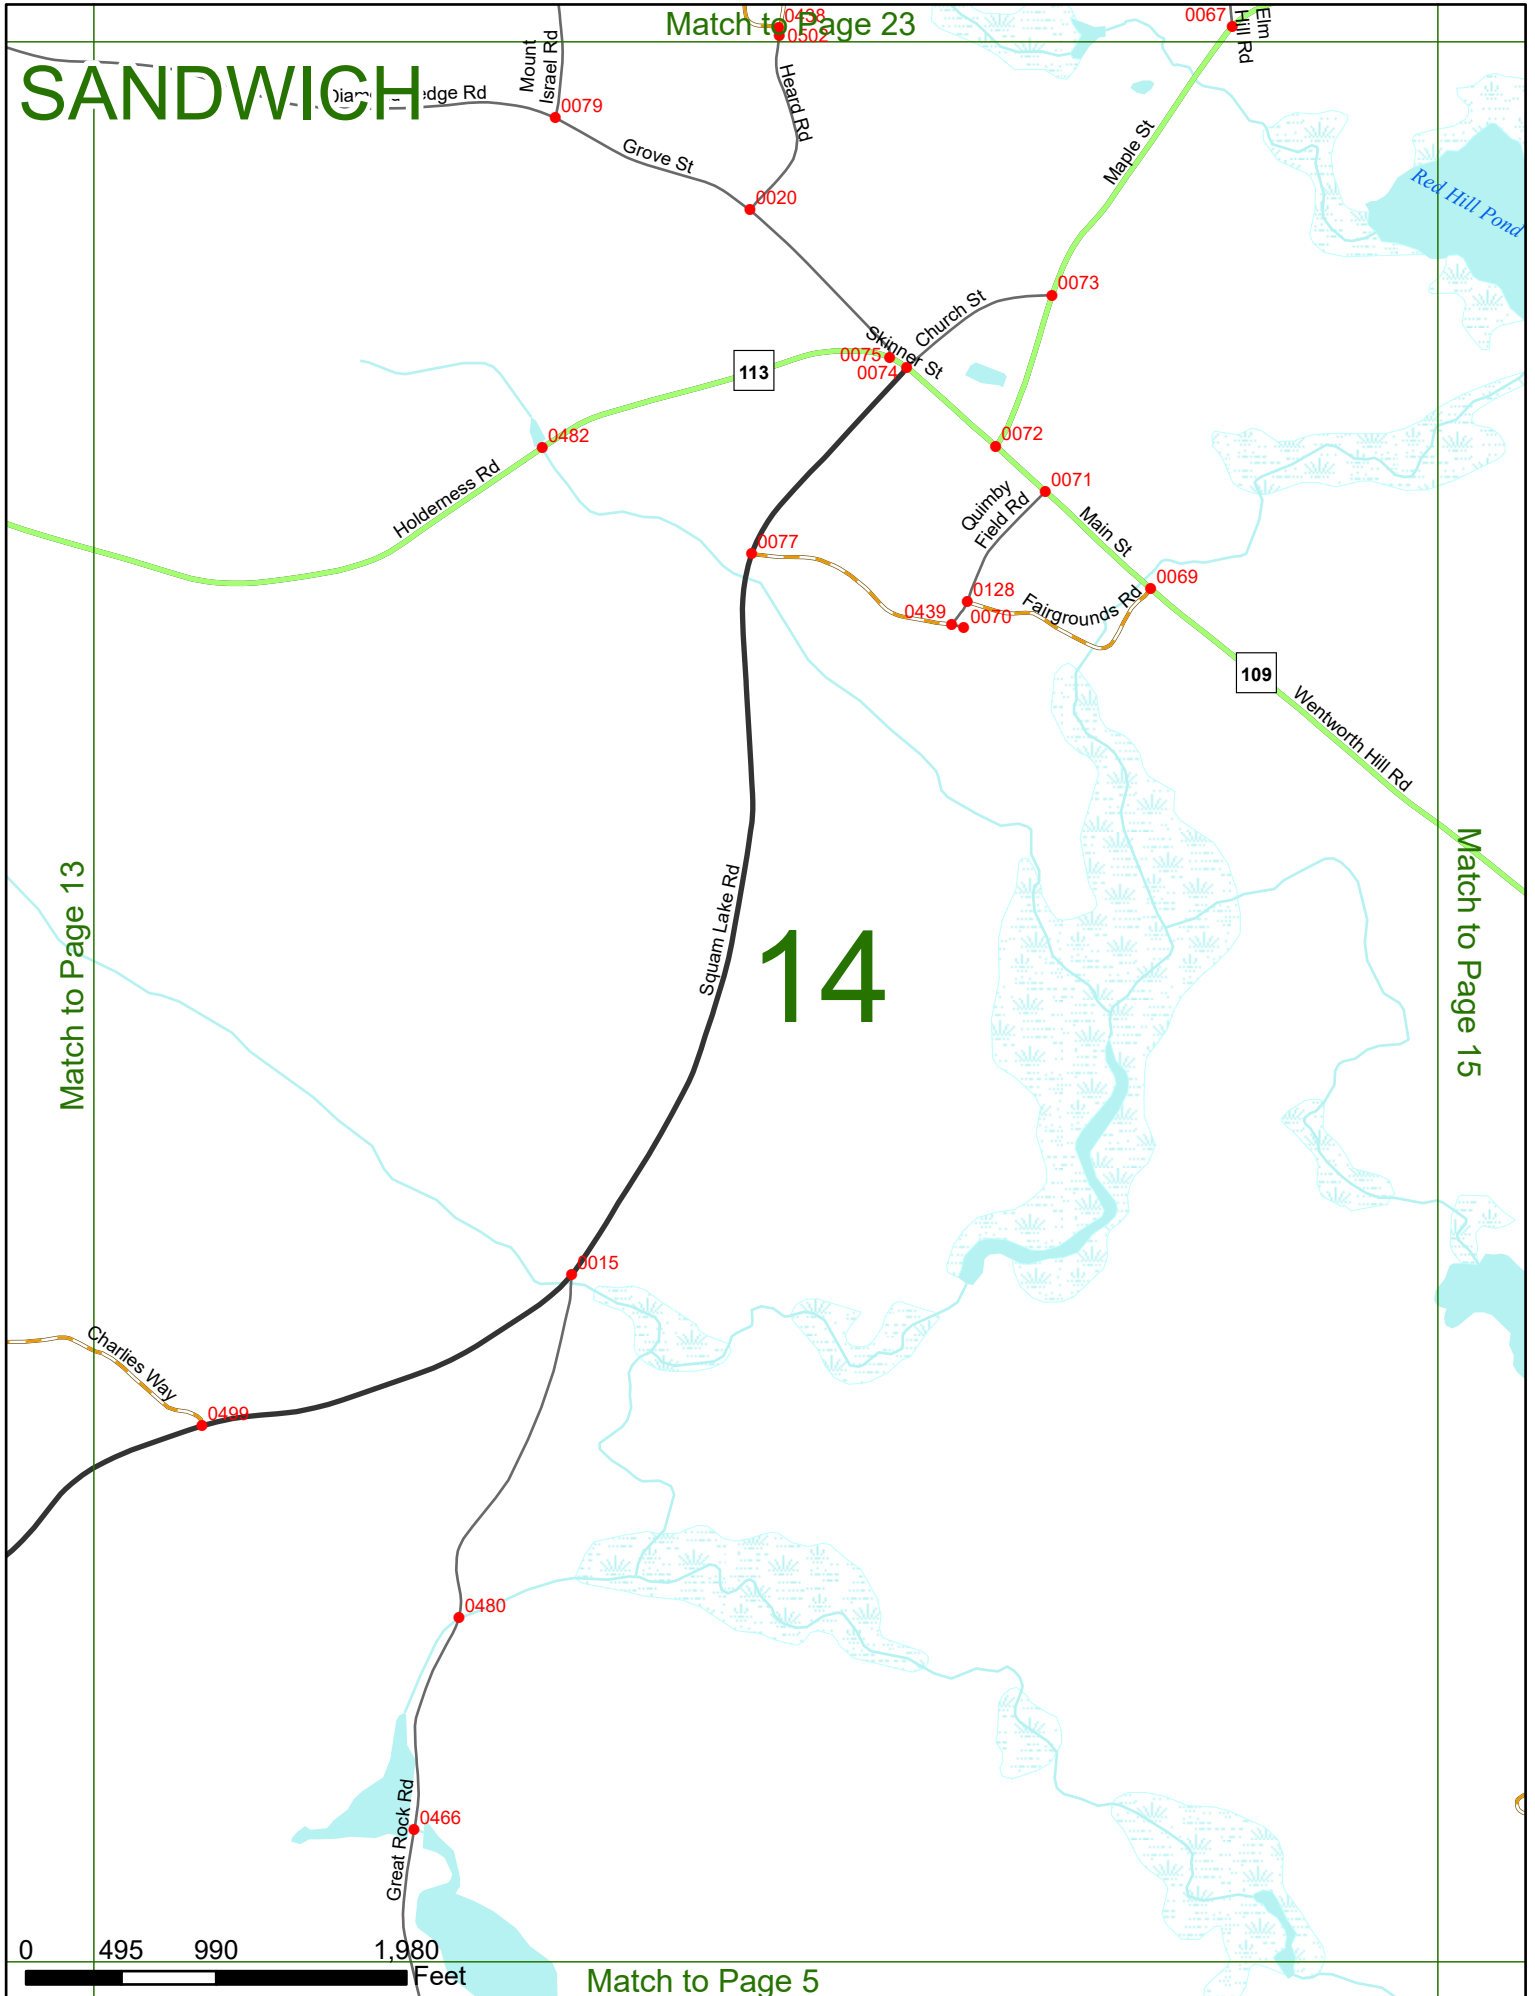 Match to Page 23
0438
0502
0067
Elm
Hill Rd
SANDWICH
Mount
Israel Rd
Heard Rd
0079
Grove St
Maple St
Red Hill Pond
0020
0073
Church St
Skinner St
0075
0074
113
0482
0072
Holderness Rd
0071
Quimby
Field Rd
Main St
0077
0069
0128
Fairgrounds Rd
0439
0070
109
Wentworth Hill Rd
Match to Page 13
Squam Lake Rd
14
Match to Page 15
0015
Charlies Way
0499
0480
0466
Great Rock Rd
0 495 990 1,980
Feet
Match to Page 5